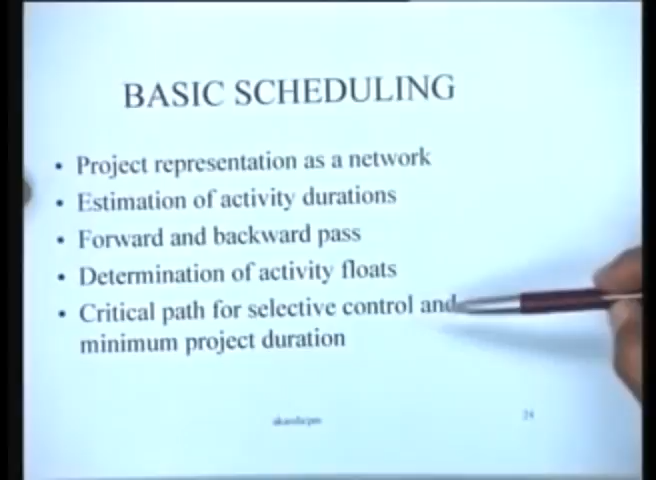 BASIC SCHEDULING
• Project representation as a network
• Estimation of activity durations
• Forward and backward pass
• Determination of activity floats
• Critical path for selective control and
minimum project duration
24